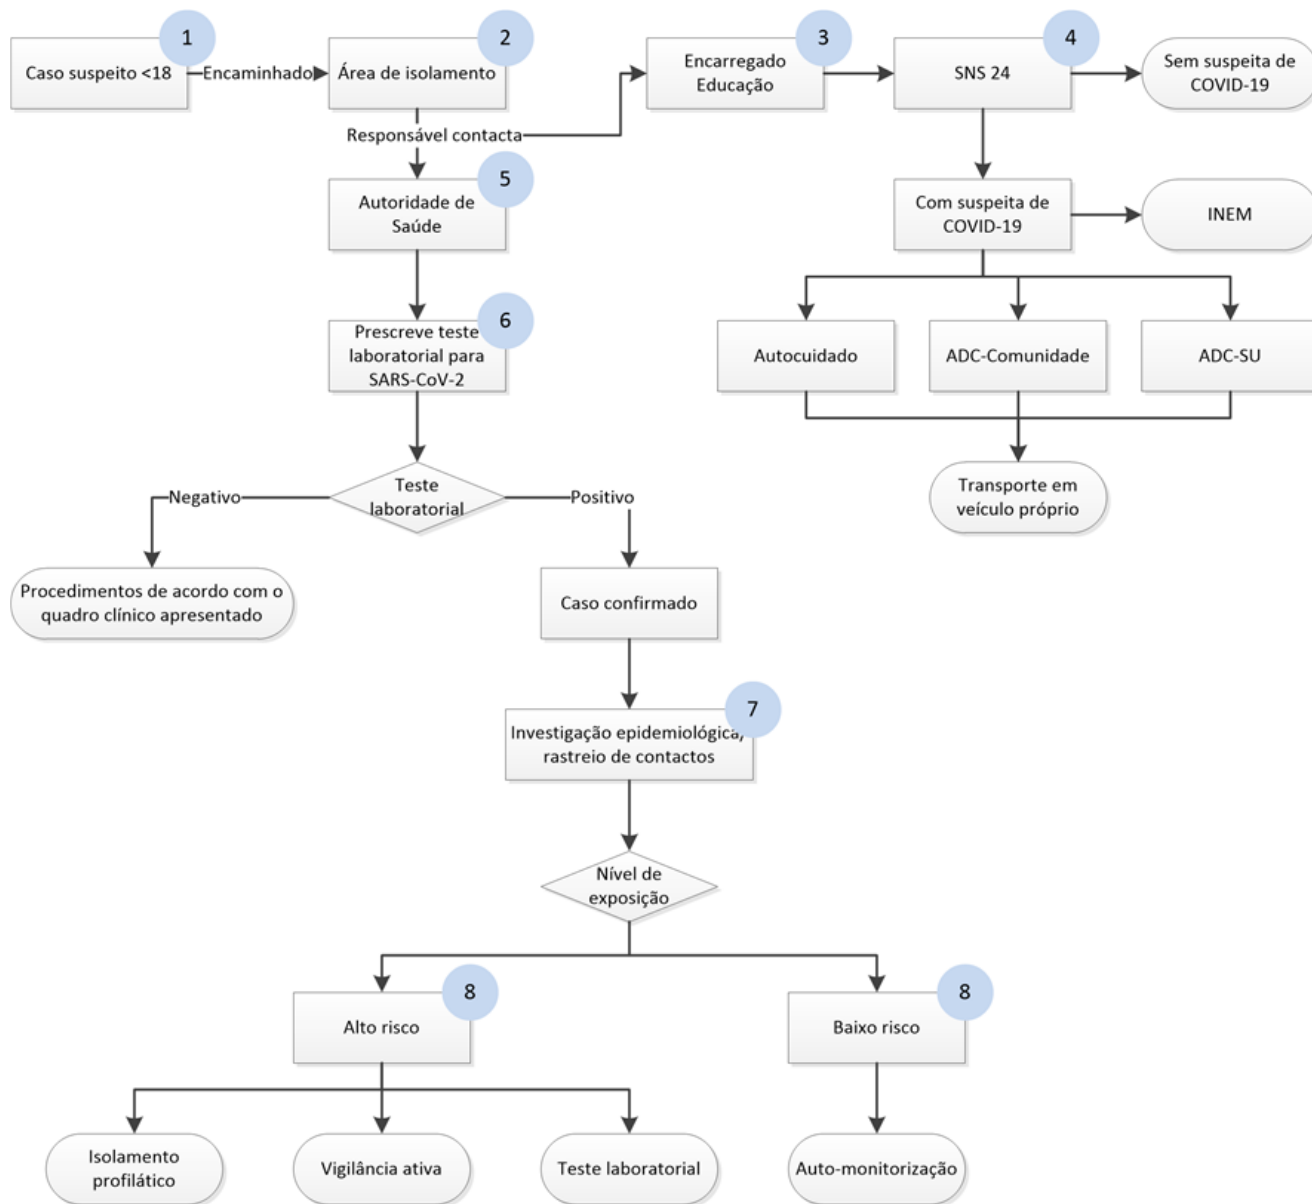 1
2
3
4
Caso suspeito <18
Encaminhado
Área de isolamento
Encarregado
Educação
SNS 24
Sem suspeita de
COVID-19
Responsável contacta
5
Autoridade de
Saúde
Com suspeita de
COVID-19
INEM
6
Prescreve teste
laboratorial para
SARS-CoV-2
Autocuidado
ADC-Comunidade
ADC-SU
Negativo
Teste
laboratorial
Positivo
Transporte em
veículo próprio
Procedimentos de acordo com o
quadro clínico apresentado
Caso confirmado
7
Investigação epidemiológica/
rastreio de contactos
Nível de
exposição
8
8
Alto risco
Baixo risco
Isolamento
profilático
Vigilância ativa
Teste laboratorial
Auto-monitorização